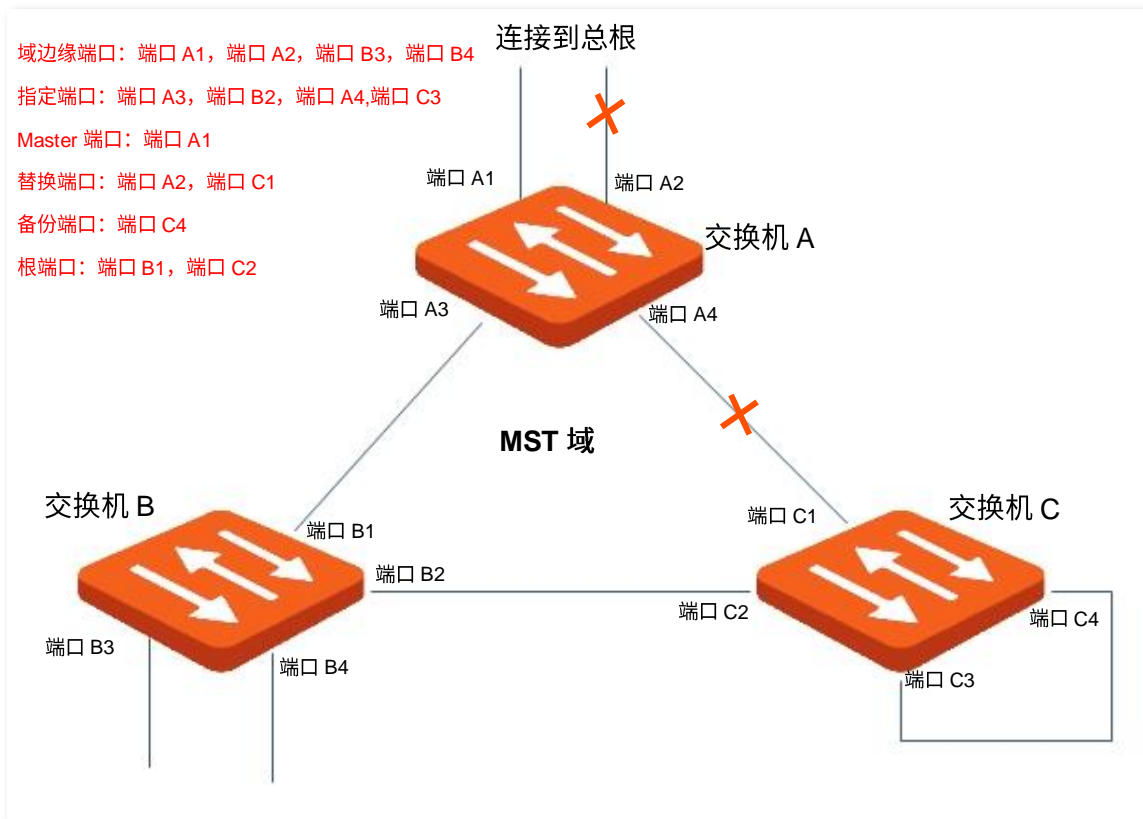 域边缘端口：端口 A1，端口 A2，端口 B3，端口 B4
指定端口：端口 A3，端口 B2，端口 A4,端口 C3
Master 端口：端口 A1
替换端口：端口 A2，端口 C1
备份端口：端口 C4
根端口：端口 B1，端口 C2
连接到总根
端口 A1
端口 A2
交换机 A
端口 A3
端口 A4
MST 域
交换机 B
交换机 C
端口 B1
端口 C1
端口 B2
端口 C2
端口 C4
端口 B3
端口 B4
端口 C3